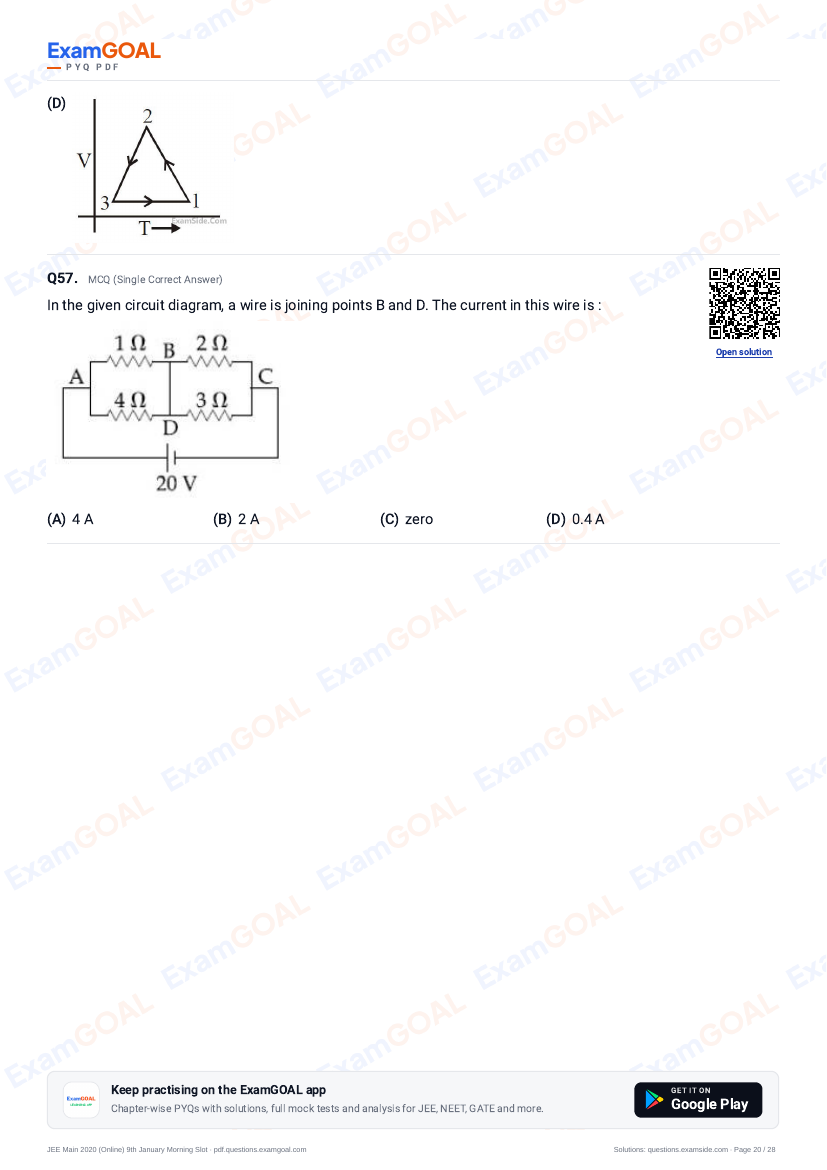 ExamGOAL
PYQ PDF
(D)
2
V
3
1
ExamSide.Com
T
Q57. MCQ (Single Correct Answer)
In the given circuit diagram, a wire is joining points B and D. The current in this wire is :
Open solution
1 Ω B 2 Ω
A C
4 Ω 3 Ω
D
20 V
(A) 4 A (B) 2 A (C) zero (D) 0.4 A
ExamGOAL
Keep practising on the ExamGOAL app
Chapter-wise PYQs with solutions, full mock tests and analysis for JEE, NEET, GATE and more.
GET IT ON
Google Play
JEE Main 2020 (Online) 9th January Morning Slot · pdf.questions.examgoal.com
Solutions: questions.examside.com · Page 20 / 28